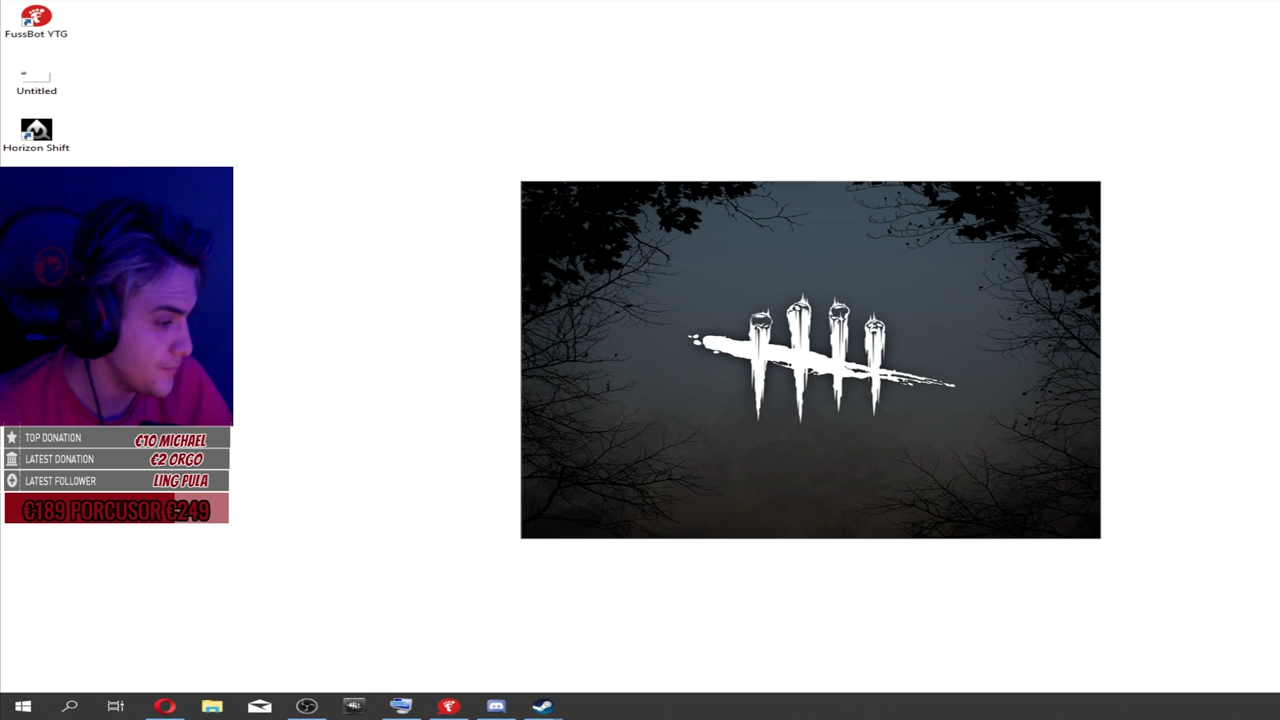 FussBot YTG
Untitled
Horizon Shift
TOP DONATION €10 MICHAEL
LATEST DONATION €2 ORGO
LATEST FOLLOWER LING PULA
€189 PORCUSOR €249